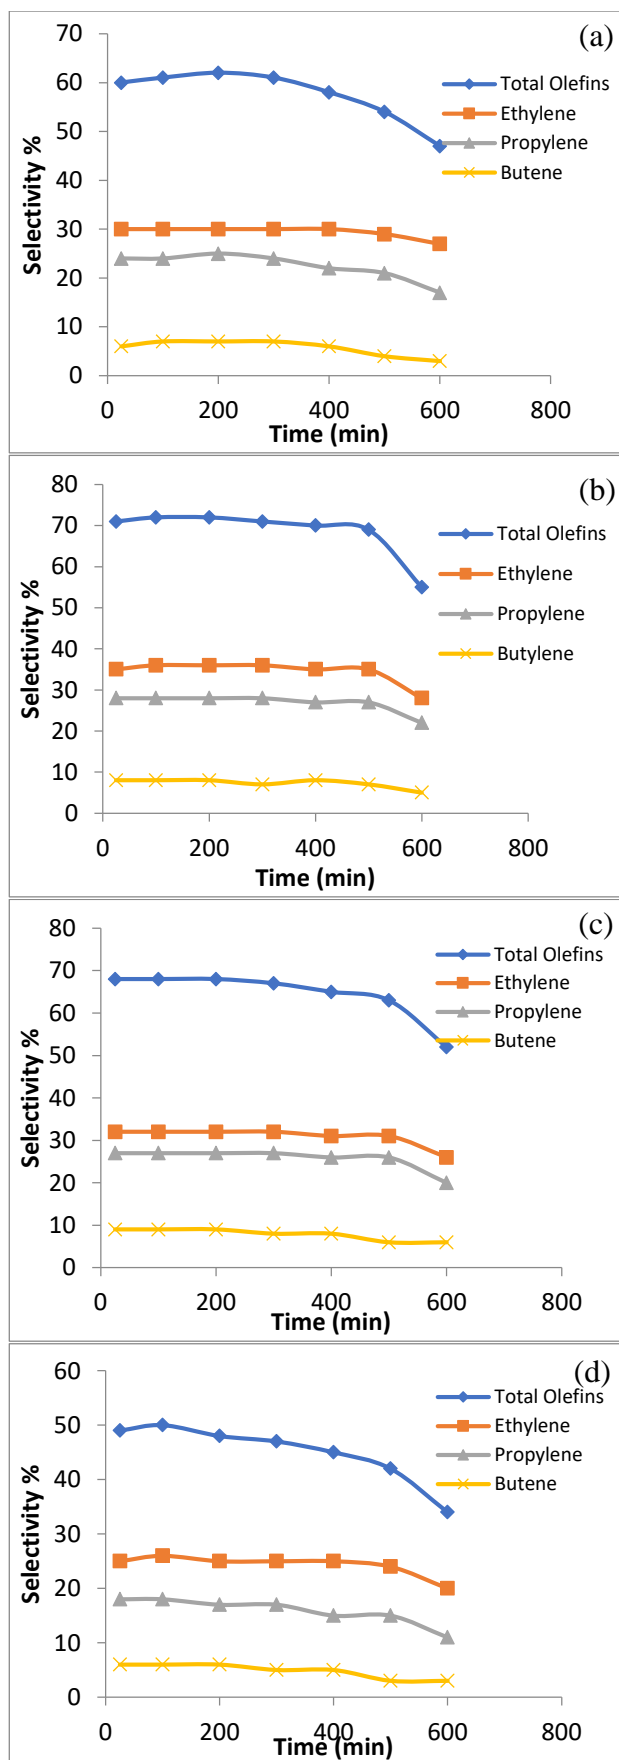 (a)
70
60
50
40
30
20
10
0
Selectivity %
Total Olefins
Ethylene
Propylene
Butene
0 200 400 600 800
Time (min)
(b)
80
70
60
50
40
30
20
10
0
Selectivity %
Total Olefins
Ethylene
Propylene
Butylene
0 200 400 600 800
Time (min)
(c)
80
70
60
50
40
30
20
10
0
Selectivity %
Total Olefins
Ethylene
Propylene
Butene
0 200 400 600 800
Time (min)
(d)
60
50
40
30
20
10
0
Selectivity %
Total Olefins
Ethylene
Propylene
Butene
0 200 400 600 800
Time (min)